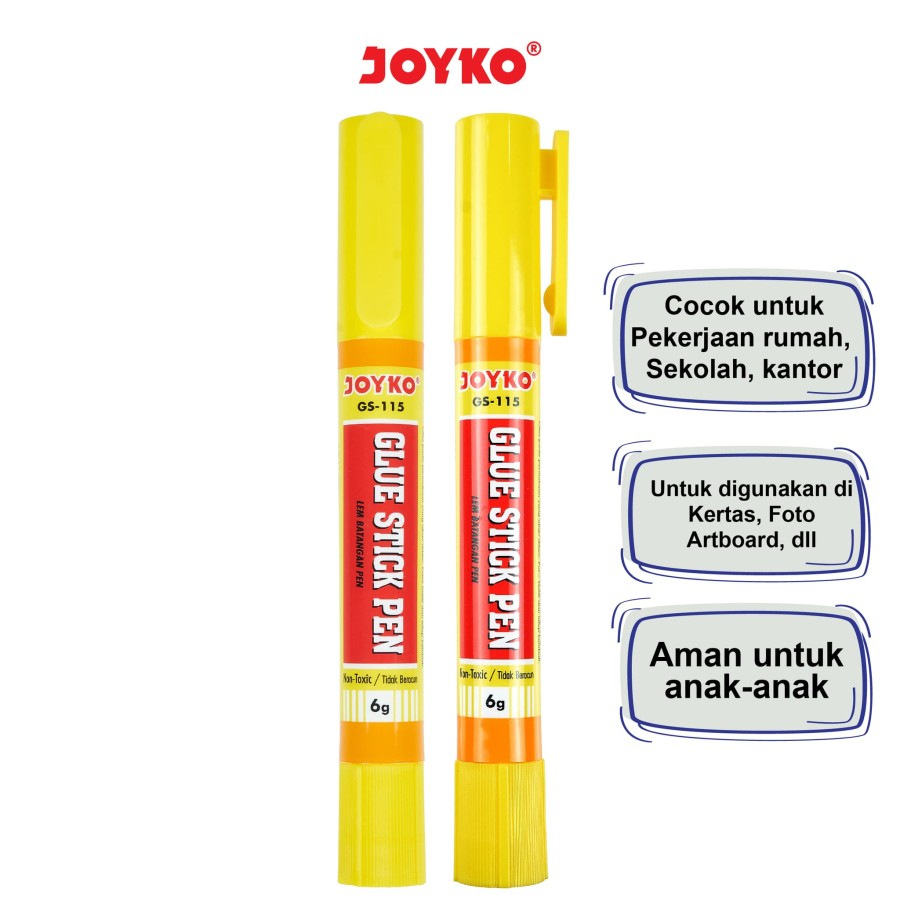 JOYKO®
JOYKO®
GS-115
GLUE STICK PEN
LEM BATANGAN PEN
Non-Toxic / Tidak Beracun
6g
JOYKO®
GS-115
GLUE STICK PEN
LEM BATANGAN PEN
Non-Toxic / Tidak Beracun
6g
Cocok untuk
Pekerjaan rumah,
Sekolah, kantor
Untuk digunakan di
Kertas, Foto
Artboard, dll
Aman untuk
anak-anak